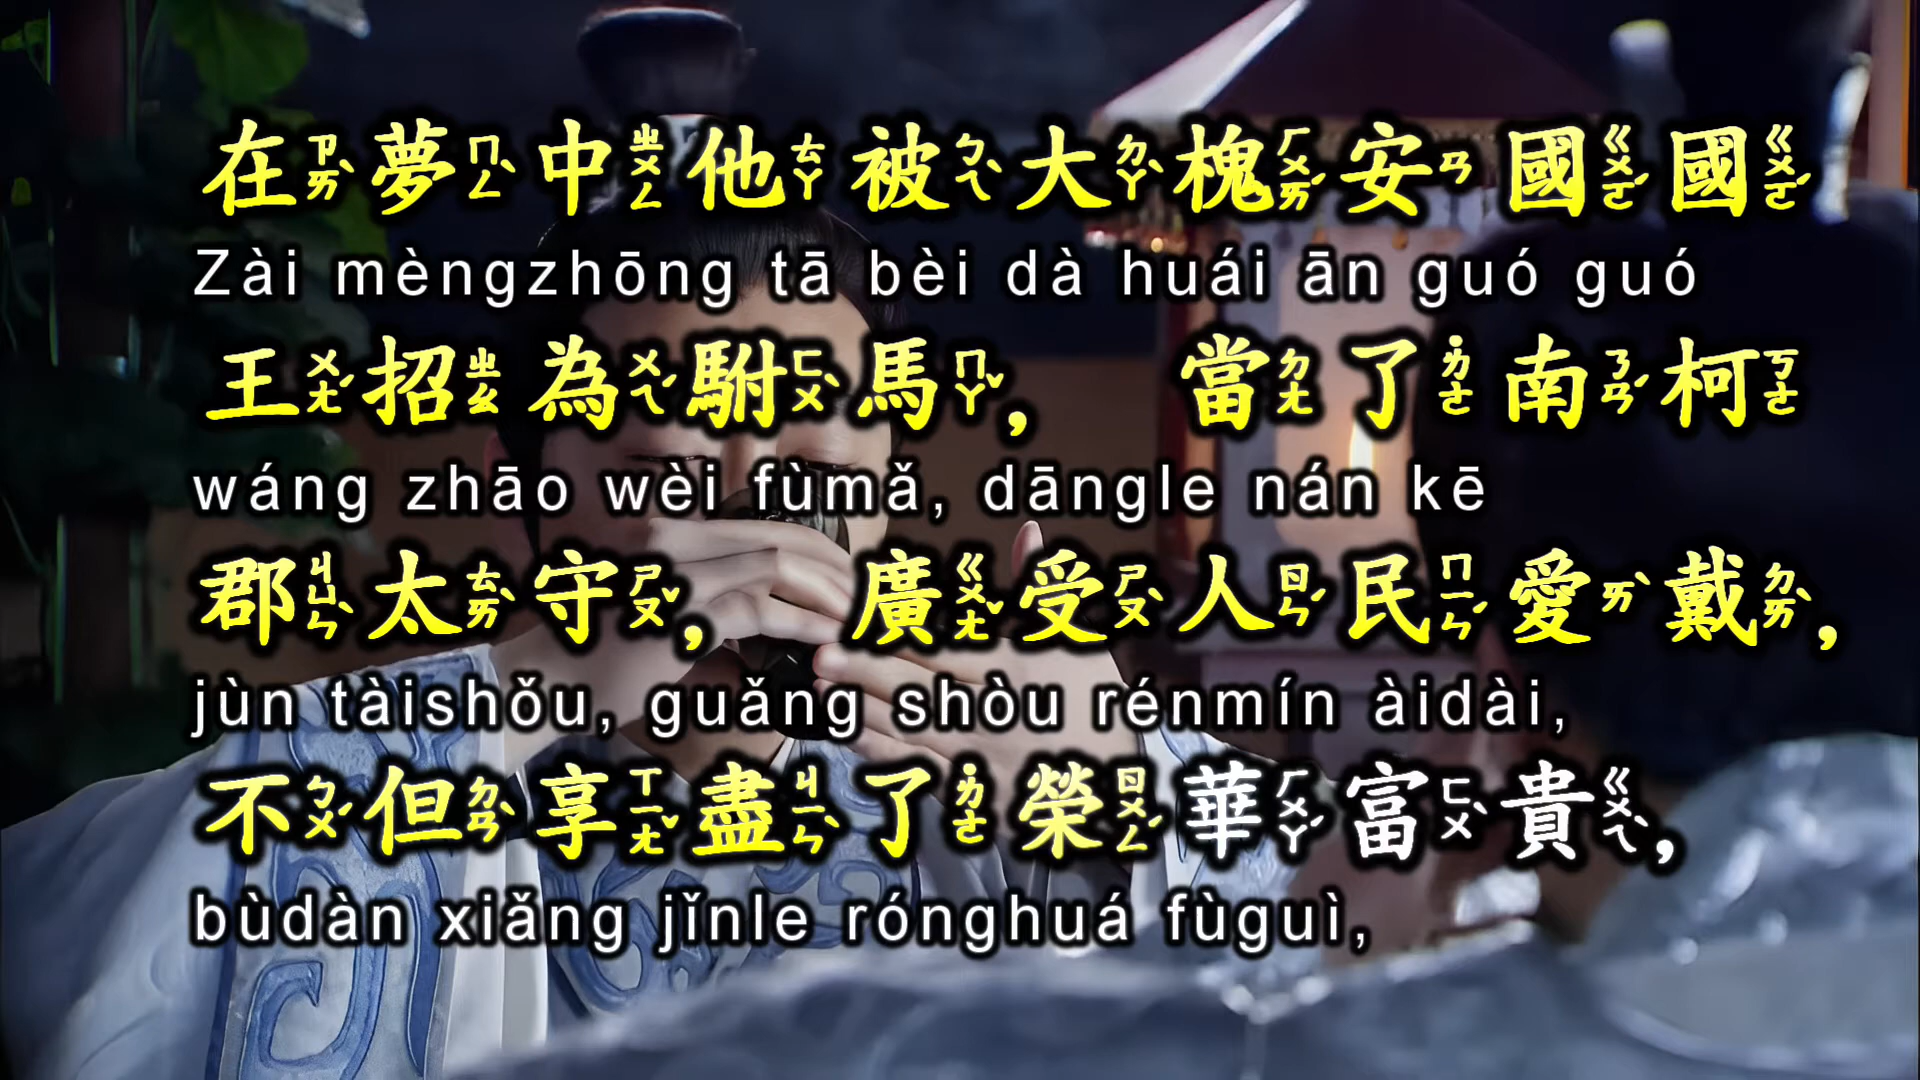 在夢中他被大槐安國國
Zài mèngzhōng tā bèi dà huái ān guó guó
王招為駙馬，當了南柯
wáng zhāo wèi fùmǎ, dāngle nán kē
郡太守，廣受人民愛戴，
jùn tàishǒu, guǎng shòu rénmín àidài,
不但享盡了榮華富貴，
bùdàn xiǎng jǐnle rónghuá fùguì,